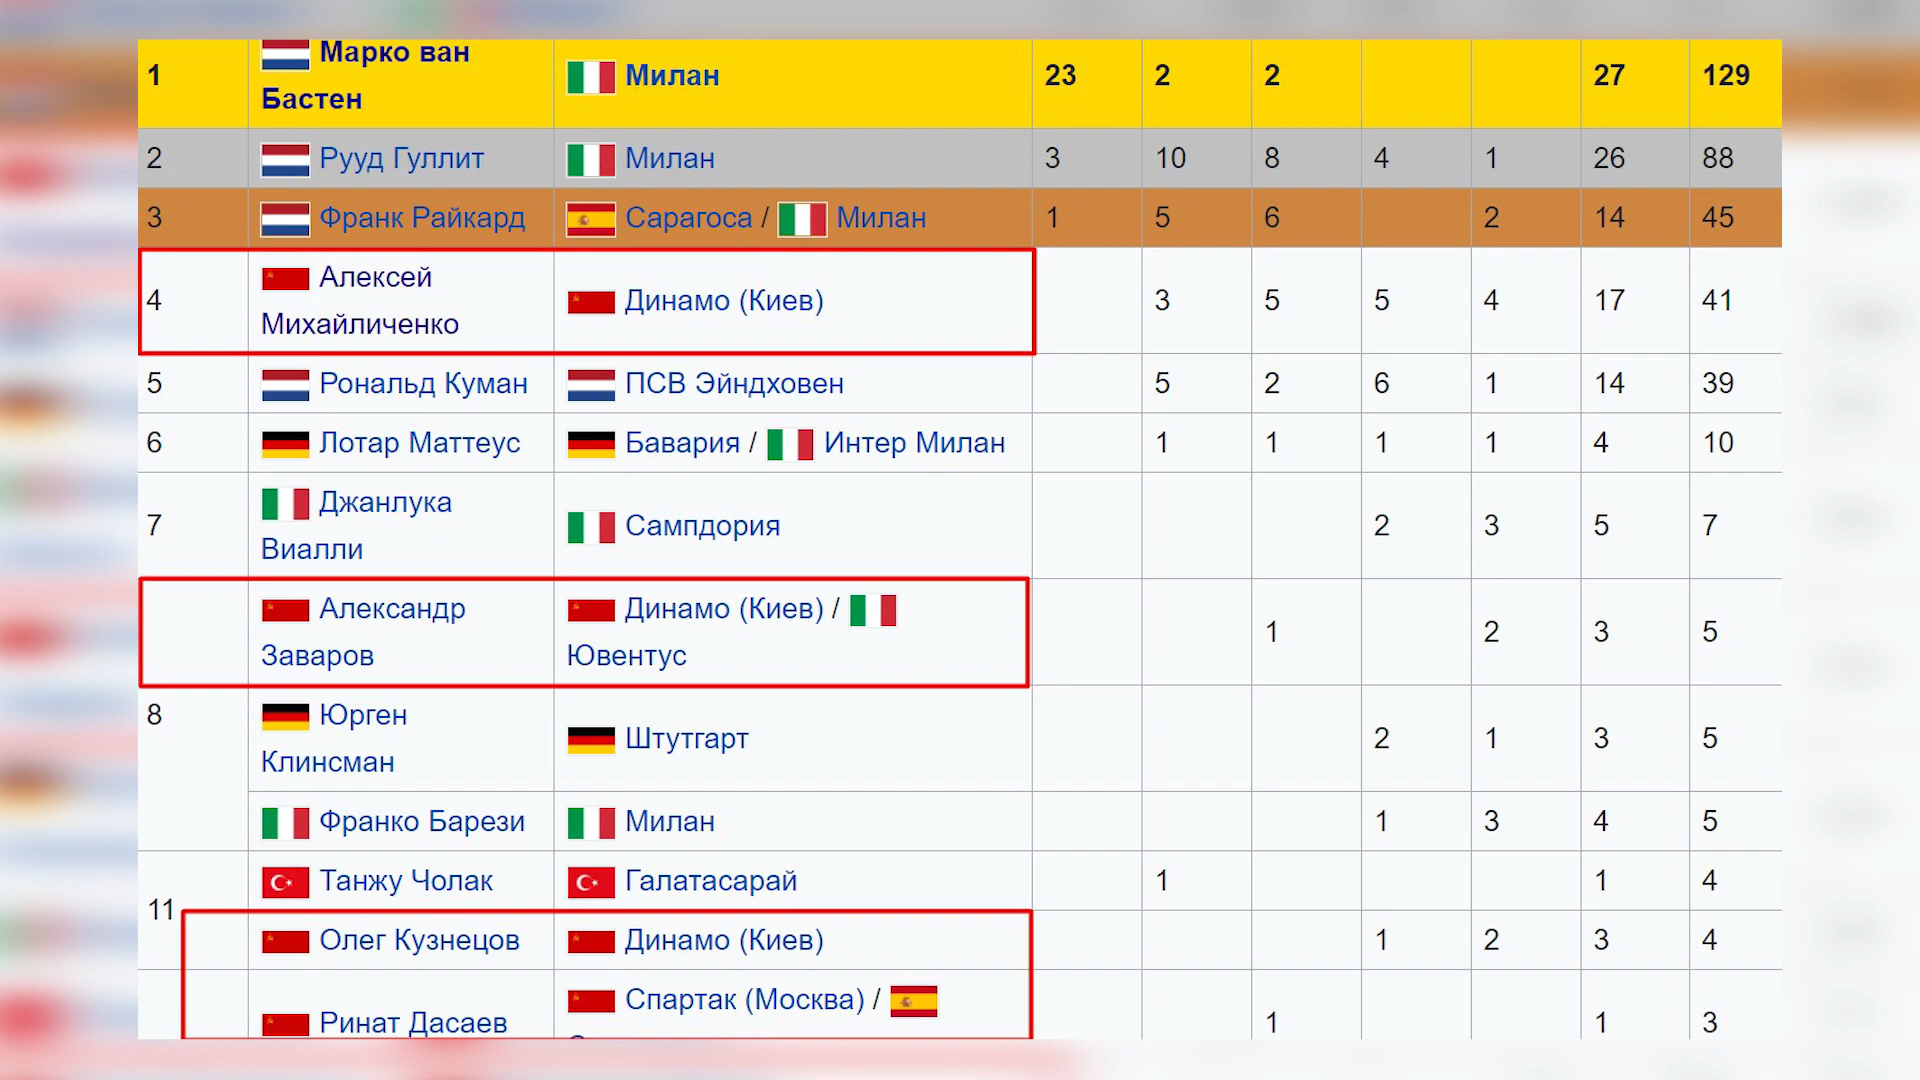 1 Марко ван Бастен Милан 23 2 2 27 129
2 Рууд Гуллит Милан 3 10 8 4 1 26 88
3 Франк Райкард Сарагоса / Милан 1 5 6 2 14 45
4 Алексей Михайличенко Динамо (Киев) 3 5 5 4 17 41
5 Рональд Куман ПСВ Эйндховен 5 2 6 1 14 39
6 Лотар Маттеус Бавария / Интер Милан 1 1 1 1 4 10
7 Джанлука Виалли Сампдория 2 3 5 7
Александр Заваров Динамо (Киев) / Ювентус 1 2 3 5
8 Юрген Клинсман Штутгарт 2 1 3 5
Франко Барези Милан 1 3 4 5
11 Танжу Чолак Галатасарай 1 1 4
Олег Кузнецов Динамо (Киев) 1 2 3 4
Ринат Дасаев Спартак (Москва) / 1 1 3